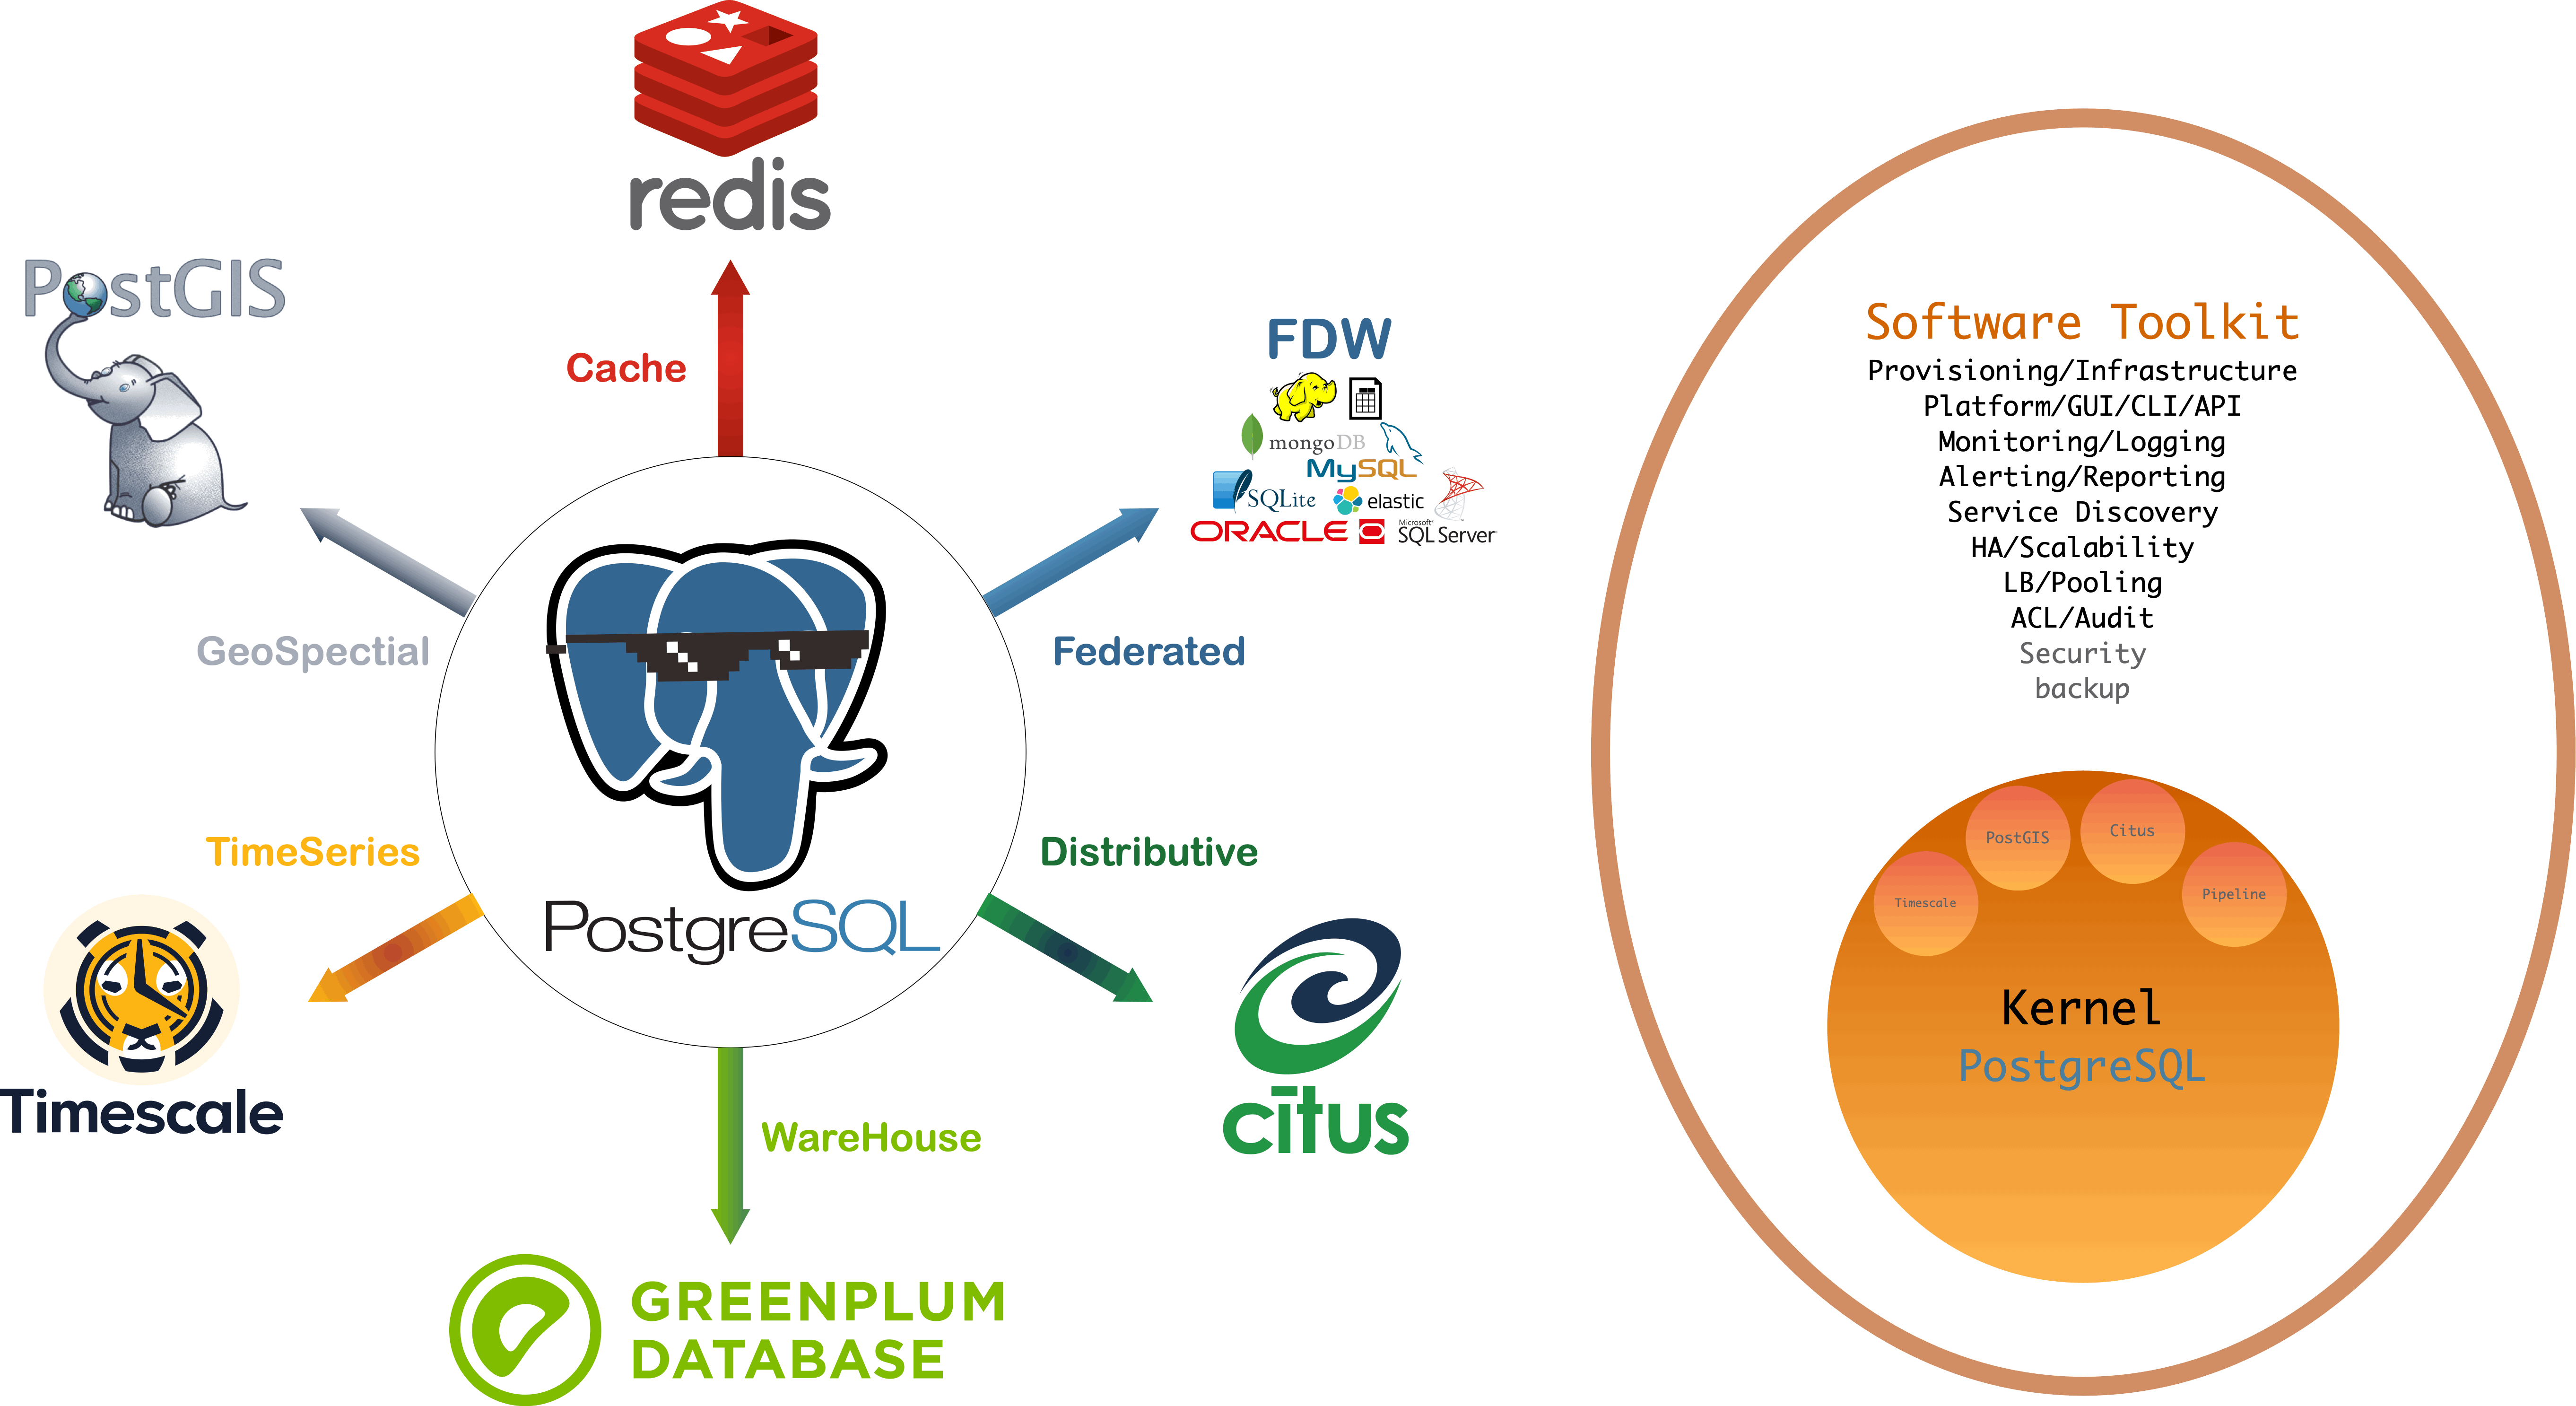 redis
PostGIS
Cache
FDW
mongoDB
MySQL
SQLite
elastic
ORACLE
Microsoft
SQL Server
GeoSpectial
Federated
TimeSeries
Distributive
PostgreSQL
Timescale
citus
WareHouse
GREENPLUM
DATABASE
Software Toolkit
Provisioning/Infrastructure
Platform/GUI/CLI/API
Monitoring/Logging
Alerting/Reporting
Service Discovery
HA/Scalability
LB/Pooling
ACL/Audit
Security
backup
Timescale
PostGIS
Citus
Pipeline
Kernel
PostgreSQL